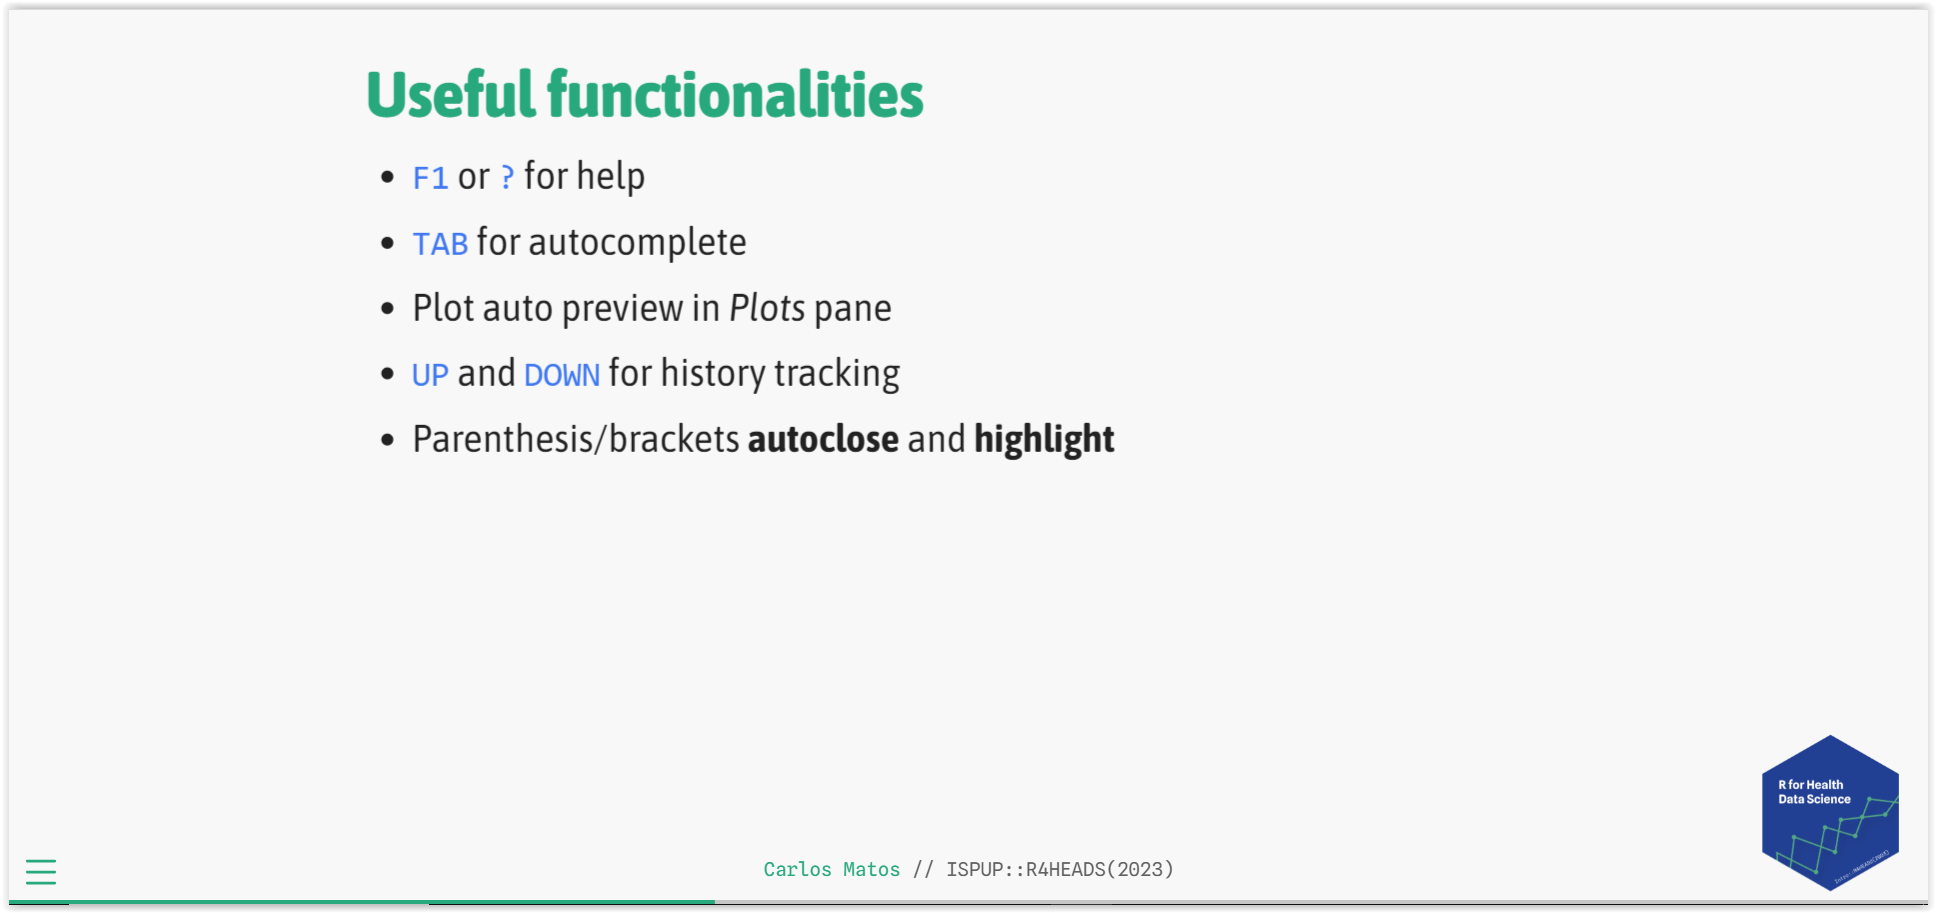 Useful functionalities
F1 or ? for help
TAB for autocomplete
Plot auto preview in Plots pane
UP and DOWN for history tracking
Parenthesis/brackets autoclose and highlight
R for Health
Data Science
Carlos Matos // ISPUP::R4HEADS(2023)